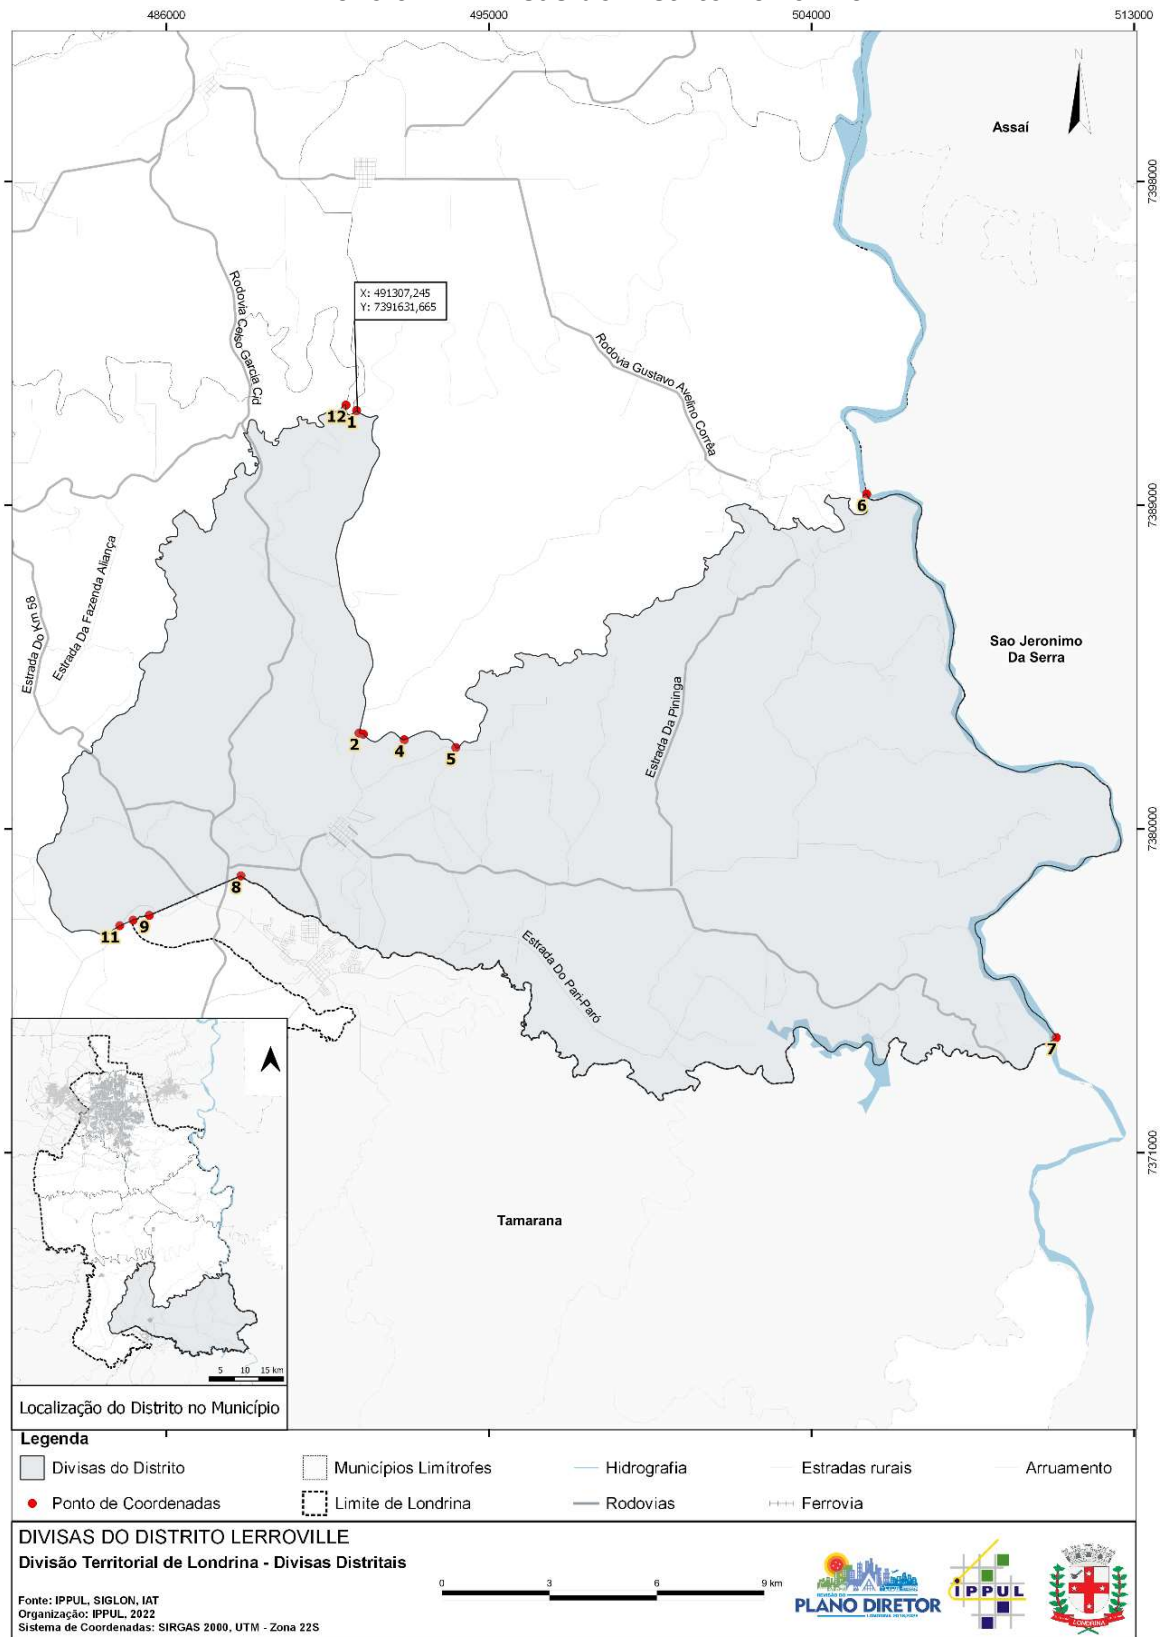 486000
495000
504000
513000
Assaí
N
7398000
X: 491307,245
Y: 7391631,665
Rodovia Celso Garcia Cid
Rodovia Gustavo Avelino Corrêa
12
1
6
7389000
Estrada Da Fazenda Aliança
Estrada Do Km 58
Sao Jeronimo
Da Serra
Estrada Da Pininga
2
4
5
7380000
8
9
11
Estrada Do Pari-Paró
7
7371000
Tamarana
5 10 15 km
Localização do Distrito no Município
Legenda
Divisas do Distrito
Municípios Limítrofes
Hidrografia
Estradas rurais
Arruamento
Ponto de Coordenadas
Limite de Londrina
Rodovias
Ferrovia
DIVISAS DO DISTRITO LERROVILLE
Divisão Territorial de Londrina - Divisas Distritais
Fonte: IPPUL, SIGLON, IAT
Organização: IPPUL, 2022
Sistema de Coordenadas: SIRGAS 2000, UTM - Zona 22S
0 3 6 9 km
PLANO DIRETOR
IPPUL
LONDRINA